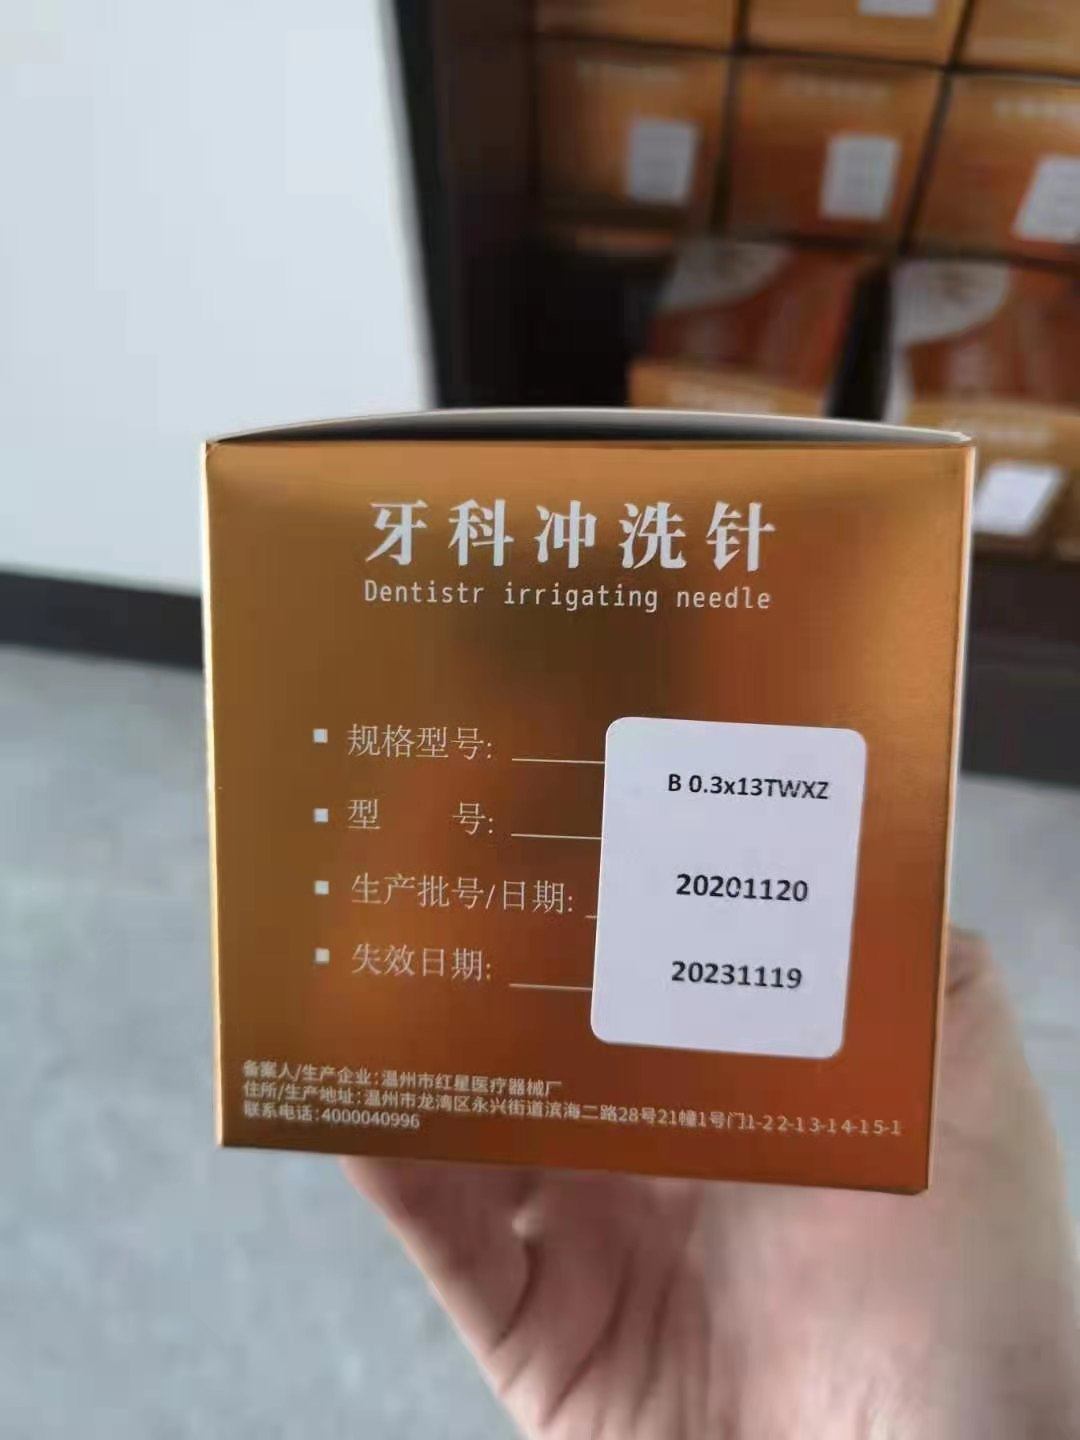 牙科冲洗针
Dentistr irrigating needle
规格型号:
B 0.3x13TWXZ
型 号:
生产批号/日期:
20201120
失效日期:
20231119
备案人/生产企业:温州市红星医疗器械厂
住所/生产地址:温州市龙湾区永兴街道滨海二路28号21幢1号门1-2 2-1 3-1 4-1 5-1
联系电话:4000040996